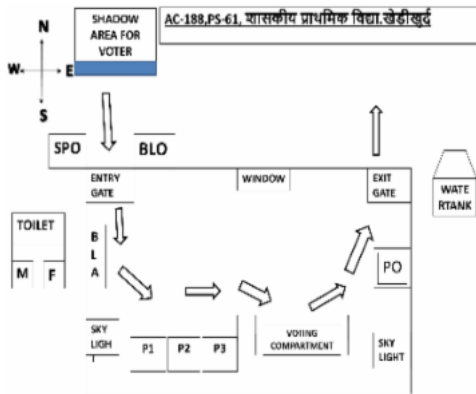 AC-188,PS-61, शासकीय प्राथमिक विद्या.खेडीखुर्द
SHADOW
AREA FOR
VOTER
N
W
E
S
SPO
BLO
ENTRY
GATE
WINDOW
EXIT
GATE
WATE
RTANK
TOILET
M
F
B
L
A
PO
SKY
LIGH
T
P1
P2
P3
VOTING
COMPARTMENT
SKY
LIGHT